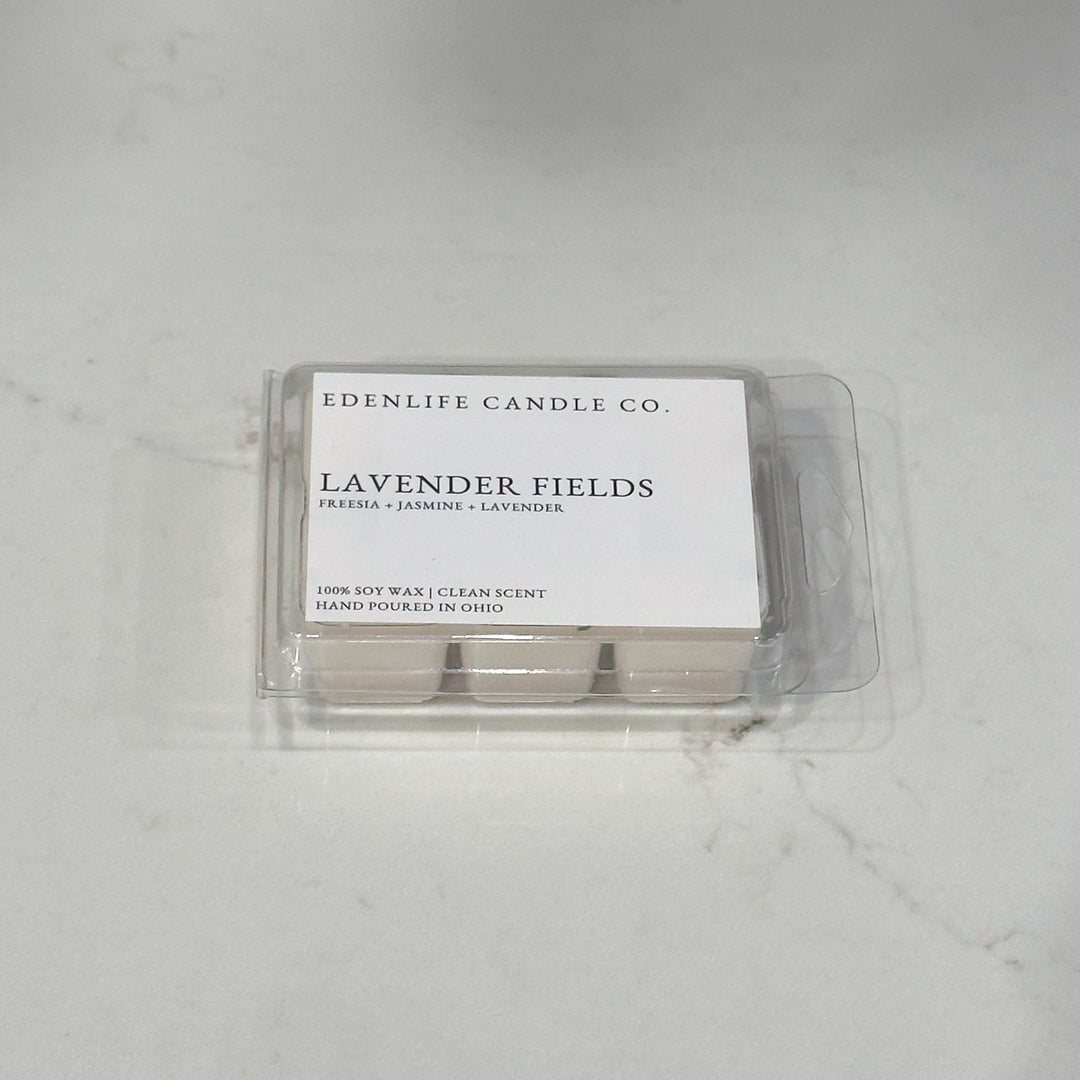 EDENLIFE CANDLE CO.
LAVENDER FIELDS
FREESIA + JASMINE + LAVENDER
100% SOY WAX | CLEAN SCENT
HAND POURED IN OHIO